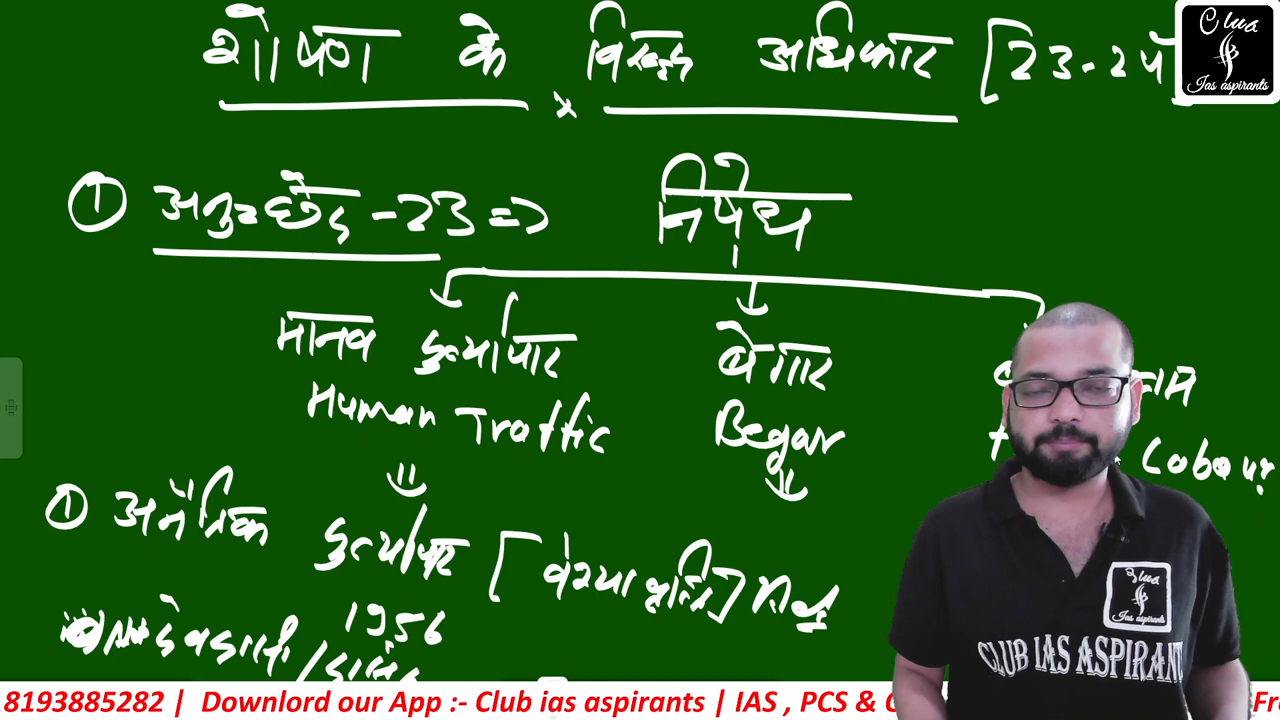 शोषण के विरुद्ध अधिकार [23-24
Club
Ias aspirants
① अनुच्छेद - 23 => निषेध
मानव दुर्व्यापार बेगार
Human Traffic Begar Labour
① अनैतिक दुर्व्यापार [वेश्यावृत्ति]
1956
Club
Ias aspirants
CLUB IAS ASPIRANT
8193885282 | Downlord our App :- Club ias aspirants | IAS , PCS &